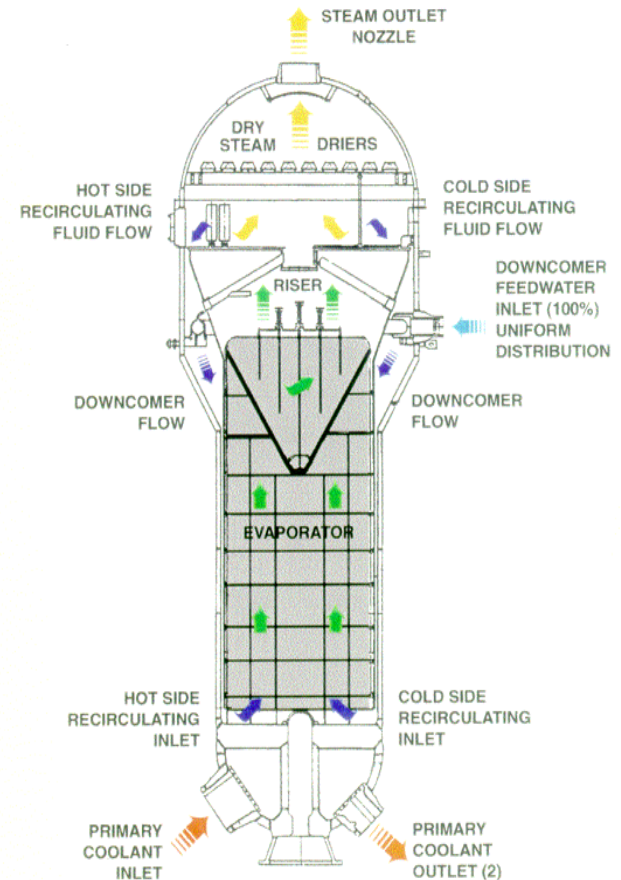 STEAM OUTLET
NOZZLE
DRY
STEAM
DRIERS
HOT SIDE
RECIRCULATING
FLUID FLOW
COLD SIDE
RECIRCULATING
FLUID FLOW
RISER
DOWNCOMER
FEEDWATER
INLET (100%)
UNIFORM
DISTRIBUTION
DOWNCOMER
FLOW
DOWNCOMER
FLOW
EVAPORATOR
HOT SIDE
RECIRCULATING
INLET
COLD SIDE
RECIRCULATING
INLET
PRIMARY
COOLANT
INLET
PRIMARY
COOLANT
OUTLET (2)